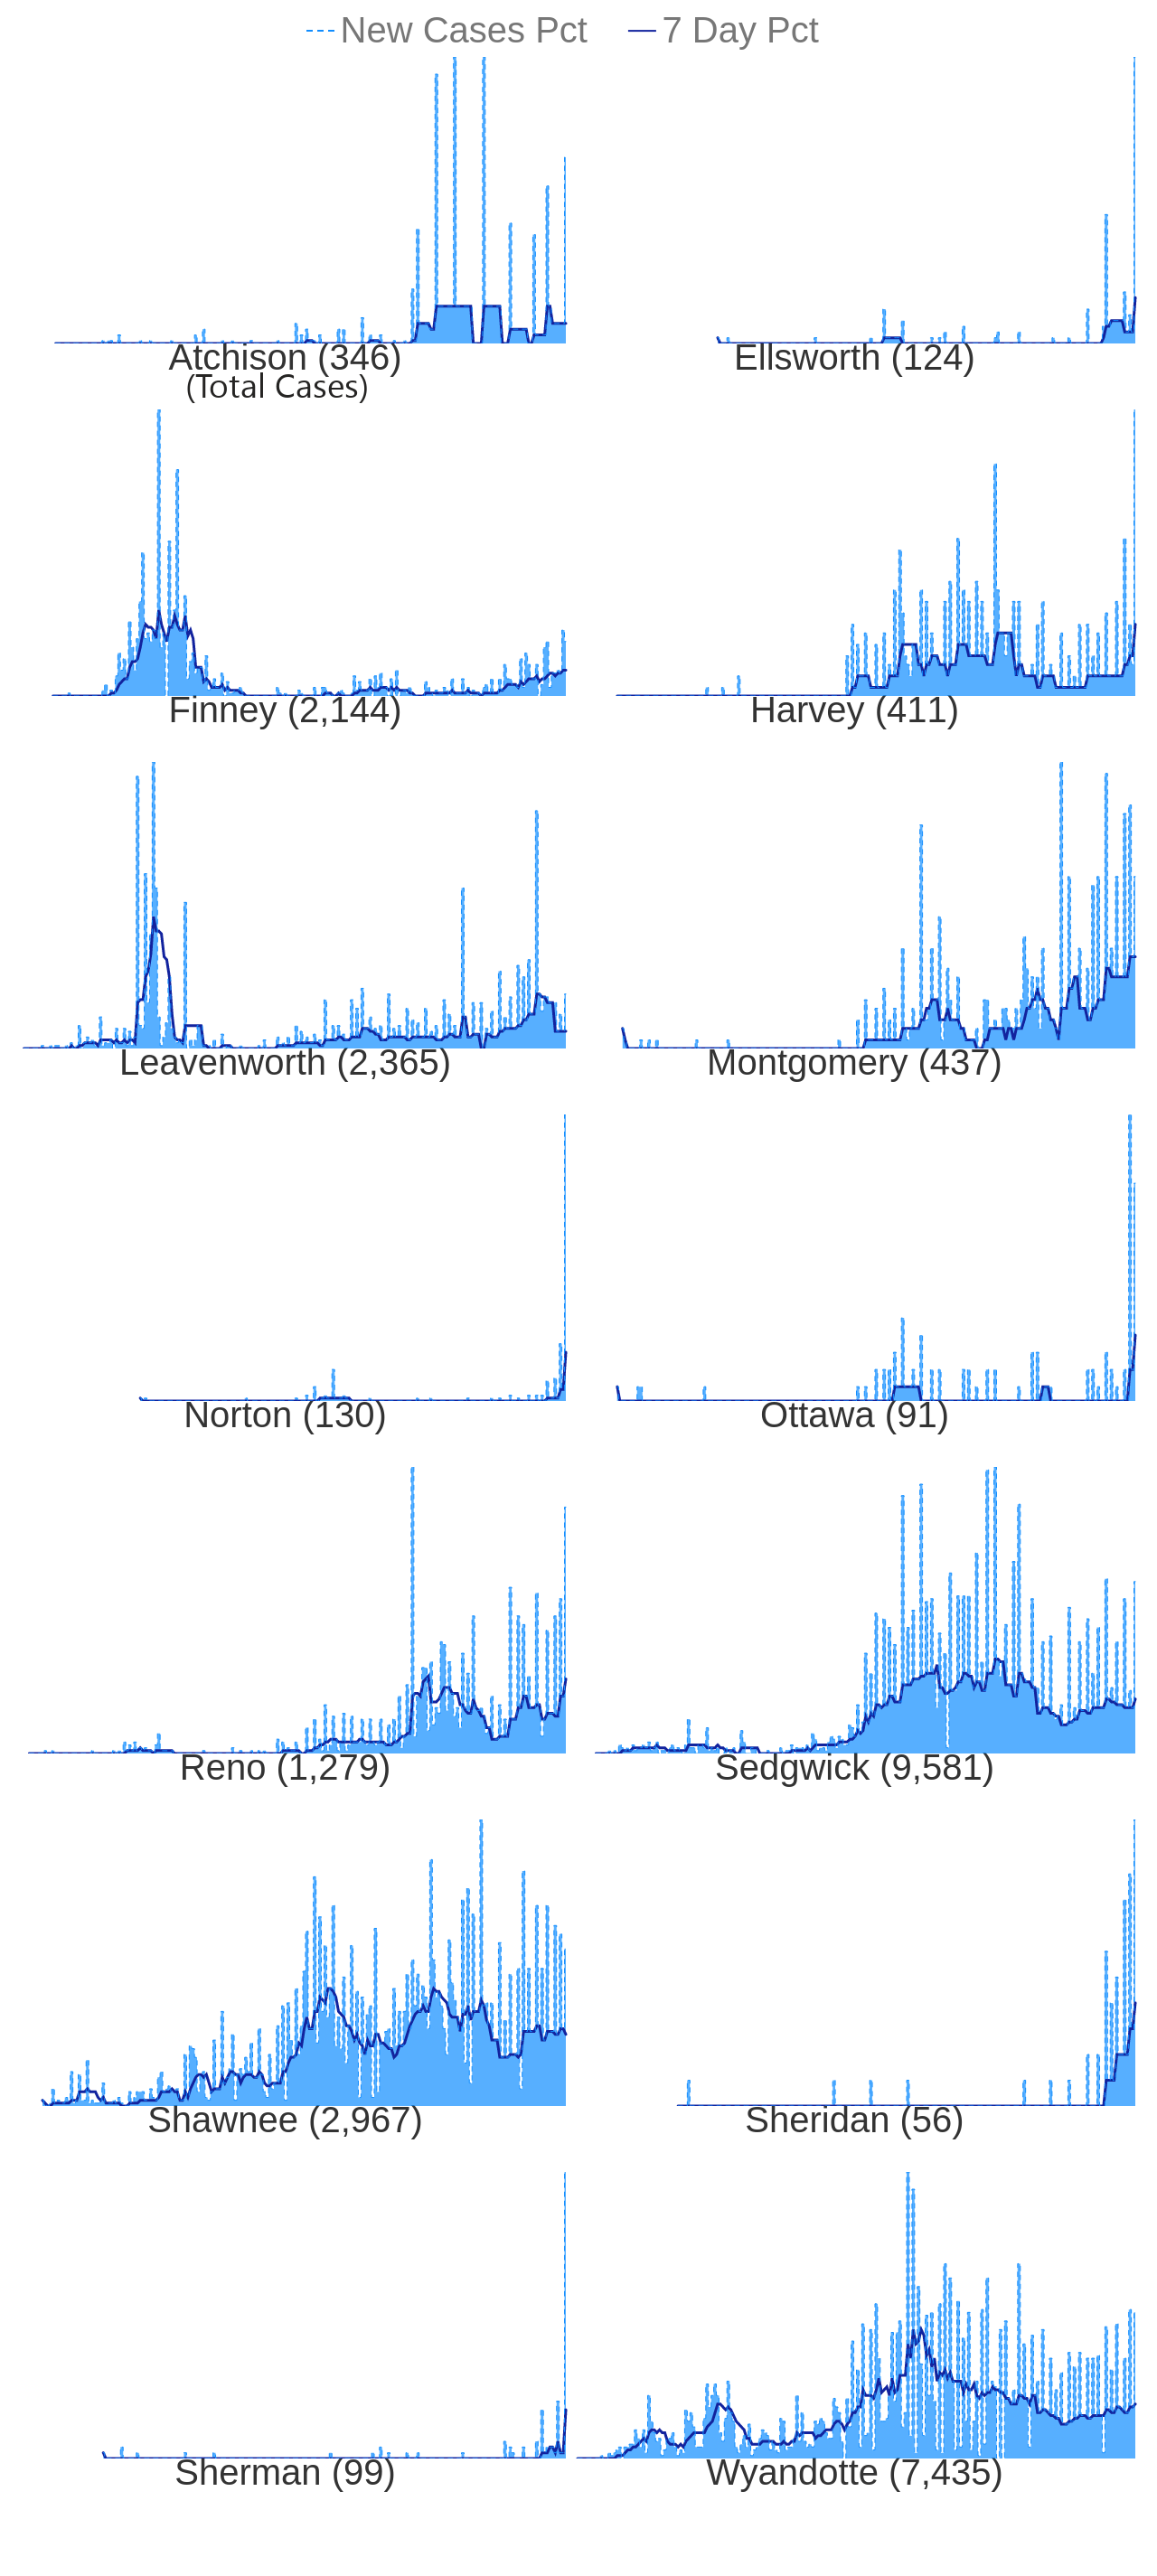 New Cases Pct 7 Day Pct
Atchison (346) Ellsworth (124)
(Total Cases)
Finney (2,144) Harvey (411)
Leavenworth (2,365) Montgomery (437)
Norton (130) Ottawa (91)
Reno (1,279) Sedgwick (9,581)
Shawnee (2,967) Sheridan (56)
Sherman (99) Wyandotte (7,435)